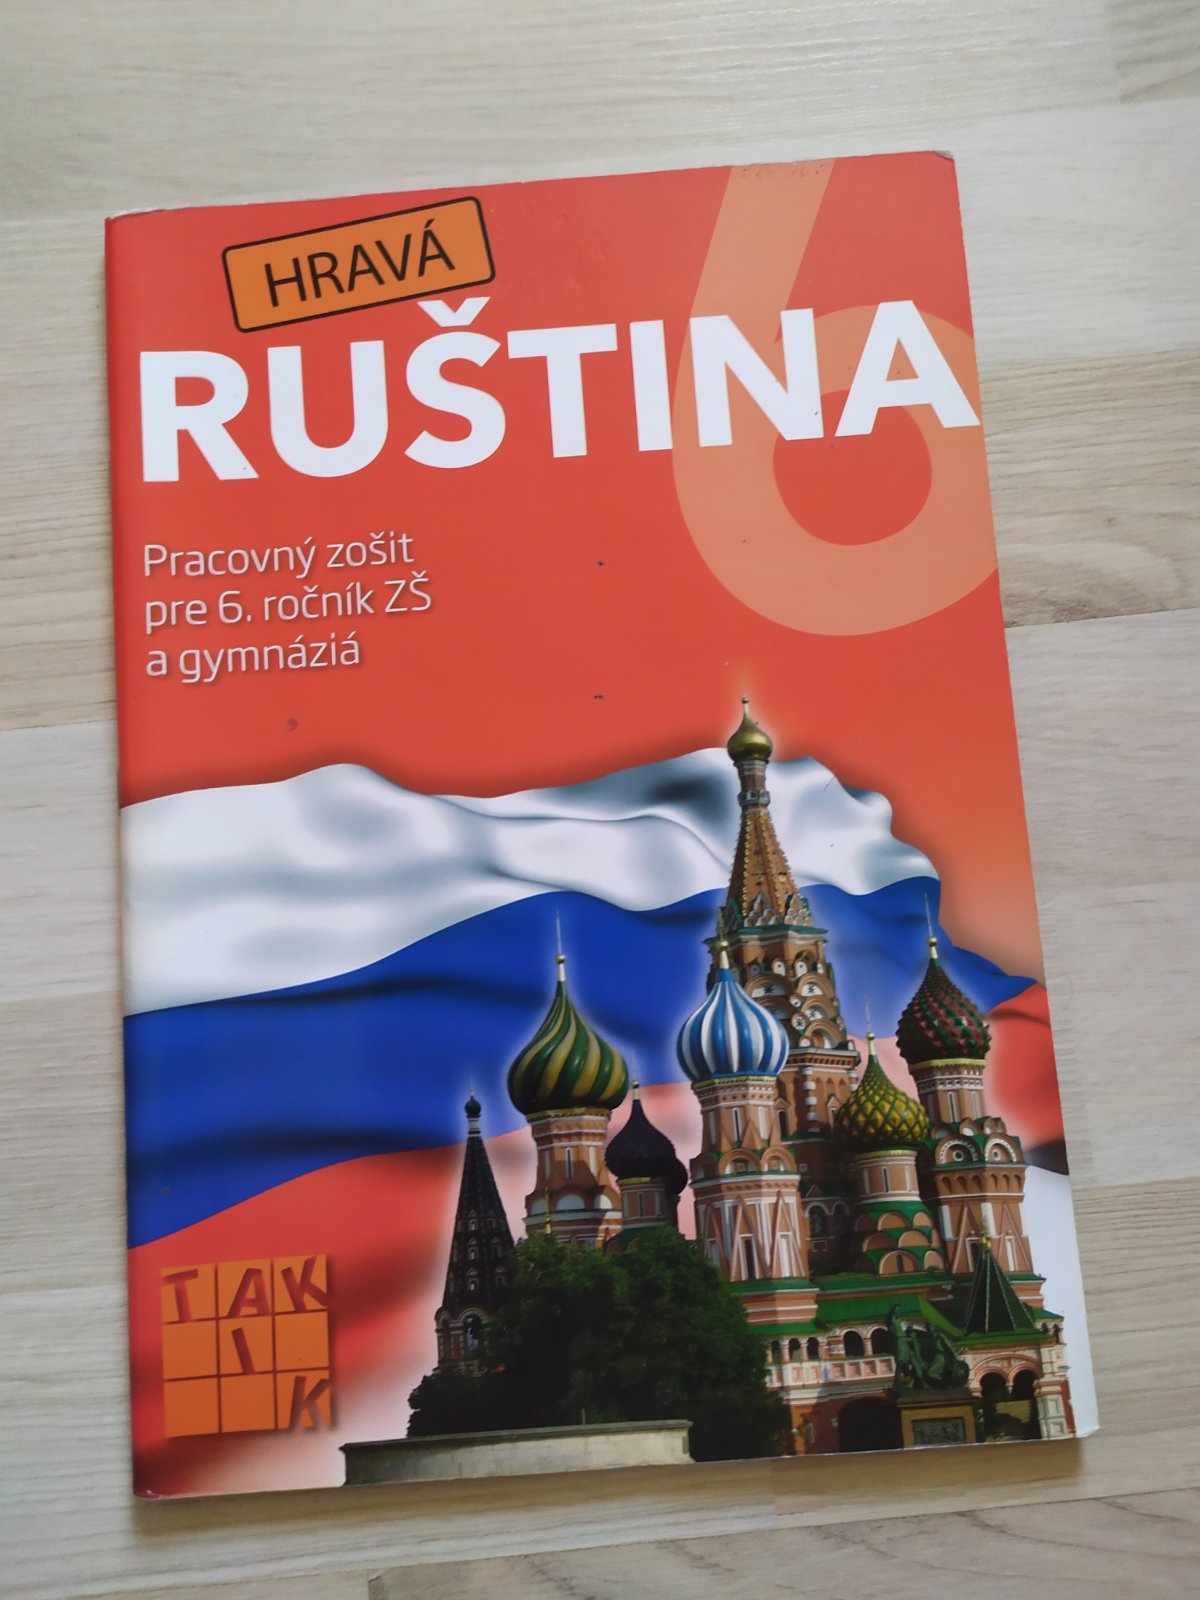 HRAVÁ
RUŠTINA
6
Pracovný zošit
pre 6. ročník ZŠ
a gymnáziá
TAK
I
K